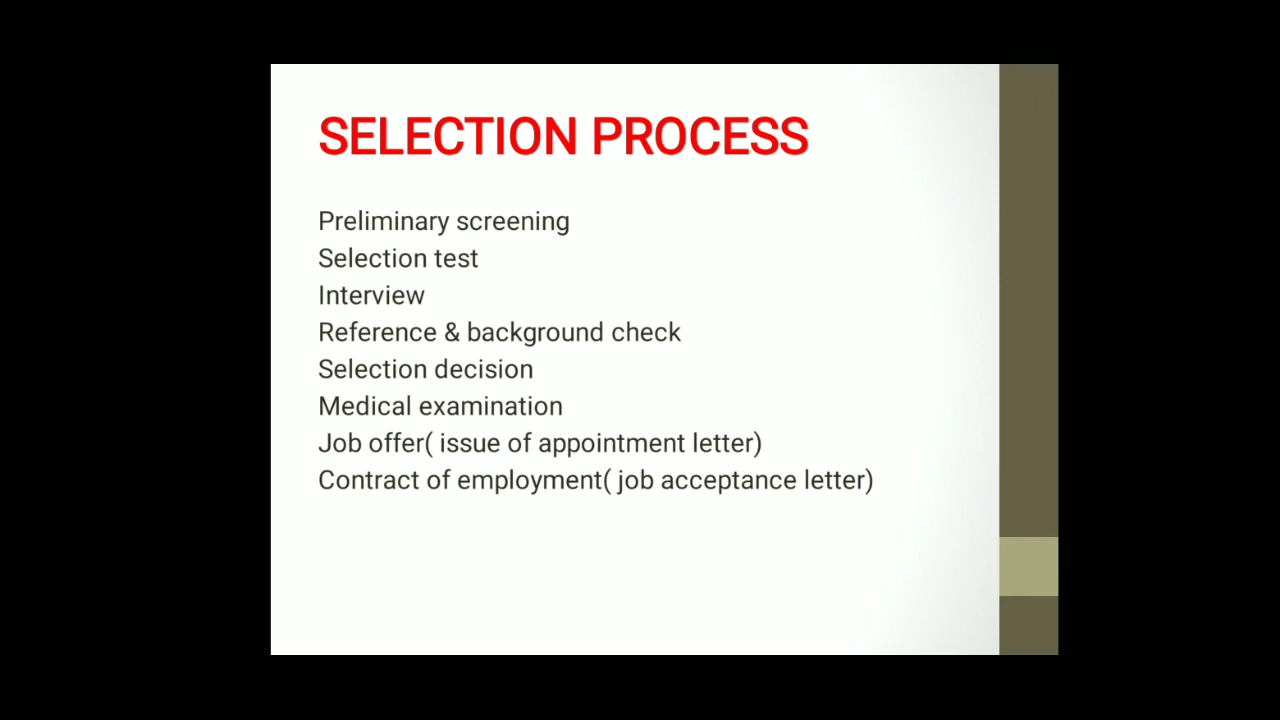 SELECTION PROCESS
Preliminary screening
Selection test
Interview
Reference & background check
Selection decision
Medical examination
Job offer( issue of appointment letter)
Contract of employment( job acceptance letter)